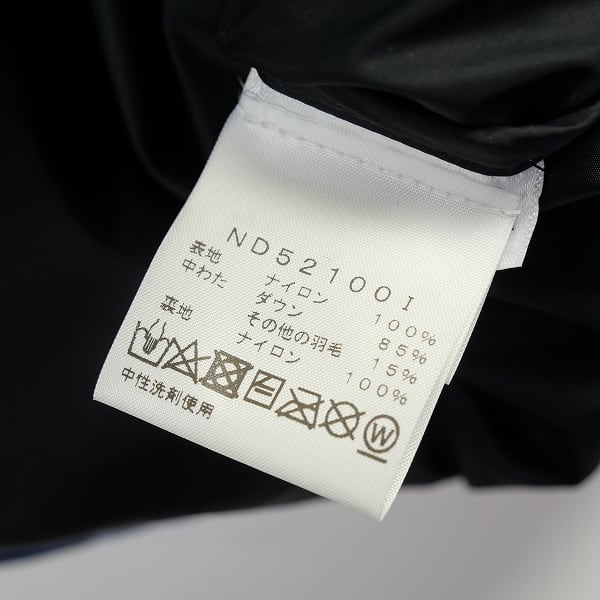 ND52100I
表地 ナイロン 100%
中わた ダウン 85%
その他の羽毛 15%
裏地 ナイロン 100%
W
中性洗剤使用